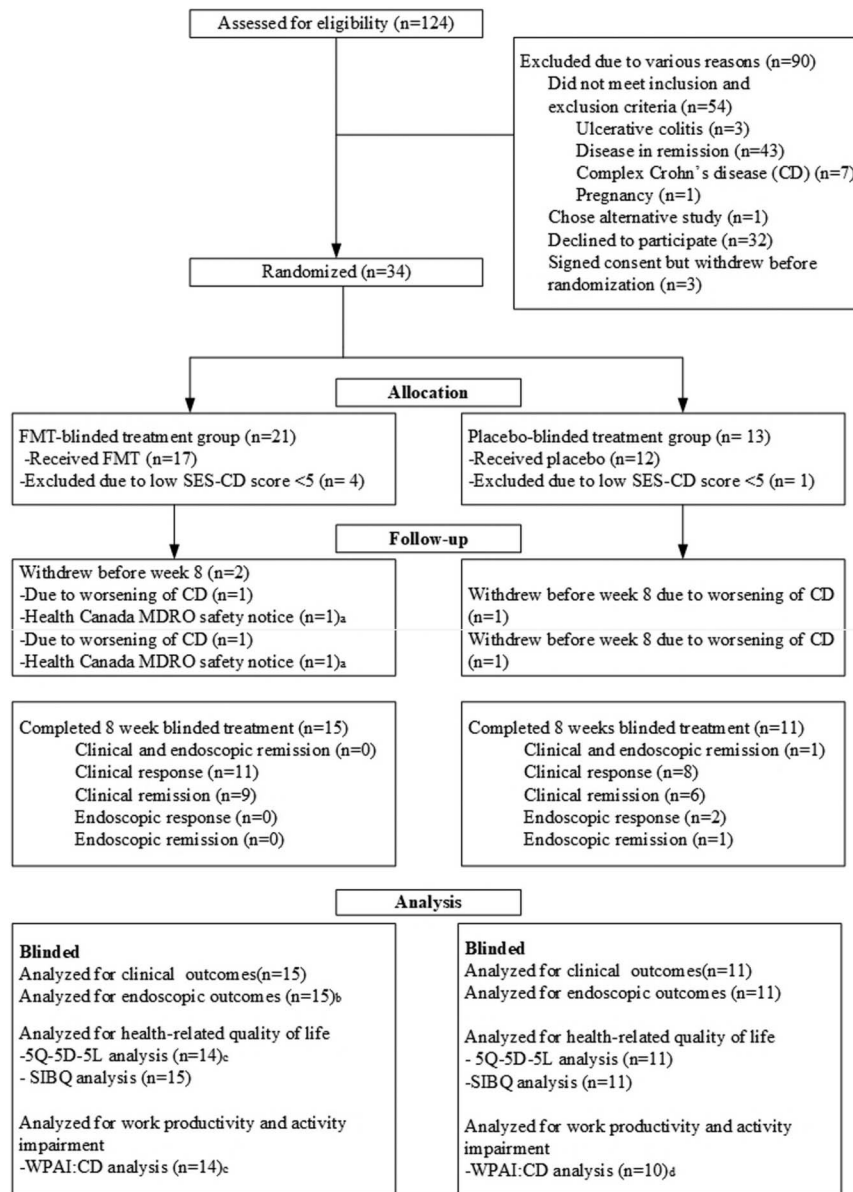 Assessed for eligibility (n=124)
Excluded due to various reasons (n=90)
Did not meet inclusion and
exclusion criteria (n=54)
Ulcerative colitis (n=3)
Disease in remission (n=43)
Complex Crohn's disease (CD) (n=7)
Pregnancy (n=1)
Chose alternative study (n=1)
Declined to participate (n=32)
Signed consent but withdrew before
randomization (n=3)
Randomized (n=34)
Allocation
FMT-blinded treatment group (n=21)
-Received FMT (n=17)
-Excluded due to low SES-CD score <5 (n= 4)
Placebo-blinded treatment group (n= 13)
-Received placebo (n=12)
-Excluded due to low SES-CD score <5 (n= 1)
Follow-up
Withdrew before week 8 (n=2)
-Due to worsening of CD (n=1)
-Health Canada MDRO safety notice (n=1)a
-Due to worsening of CD (n=1)
-Health Canada MDRO safety notice (n=1)a
Withdrew before week 8 due to worsening of CD
(n=1)
Withdrew before week 8 due to worsening of CD
(n=1)
Completed 8 week blinded treatment (n=15)
Clinical and endoscopic remission (n=0)
Clinical response (n=11)
Clinical remission (n=9)
Endoscopic response (n=0)
Endoscopic remission (n=0)
Completed 8 weeks blinded treatment (n=11)
Clinical and endoscopic remission (n=1)
Clinical response (n=8)
Clinical remission (n=6)
Endoscopic response (n=2)
Endoscopic remission (n=1)
Analysis
Blinded
Analyzed for clinical outcomes(n=15)
Analyzed for endoscopic outcomes (n=15)b
Analyzed for health-related quality of life
-5Q-5D-5L analysis (n=14)c
- SIBQ analysis (n=15)
Analyzed for work productivity and activity
impairment
-WPAI:CD analysis (n=14)c
Blinded
Analyzed for clinical outcomes(n=11)
Analyzed for endoscopic outcomes (n=11)
Analyzed for health-related quality of life
- 5Q-5D-5L analysis (n=11)
-SIBQ analysis (n=11)
Analyzed for work productivity and activity
impairment
-WPAI:CD analysis (n=10)d